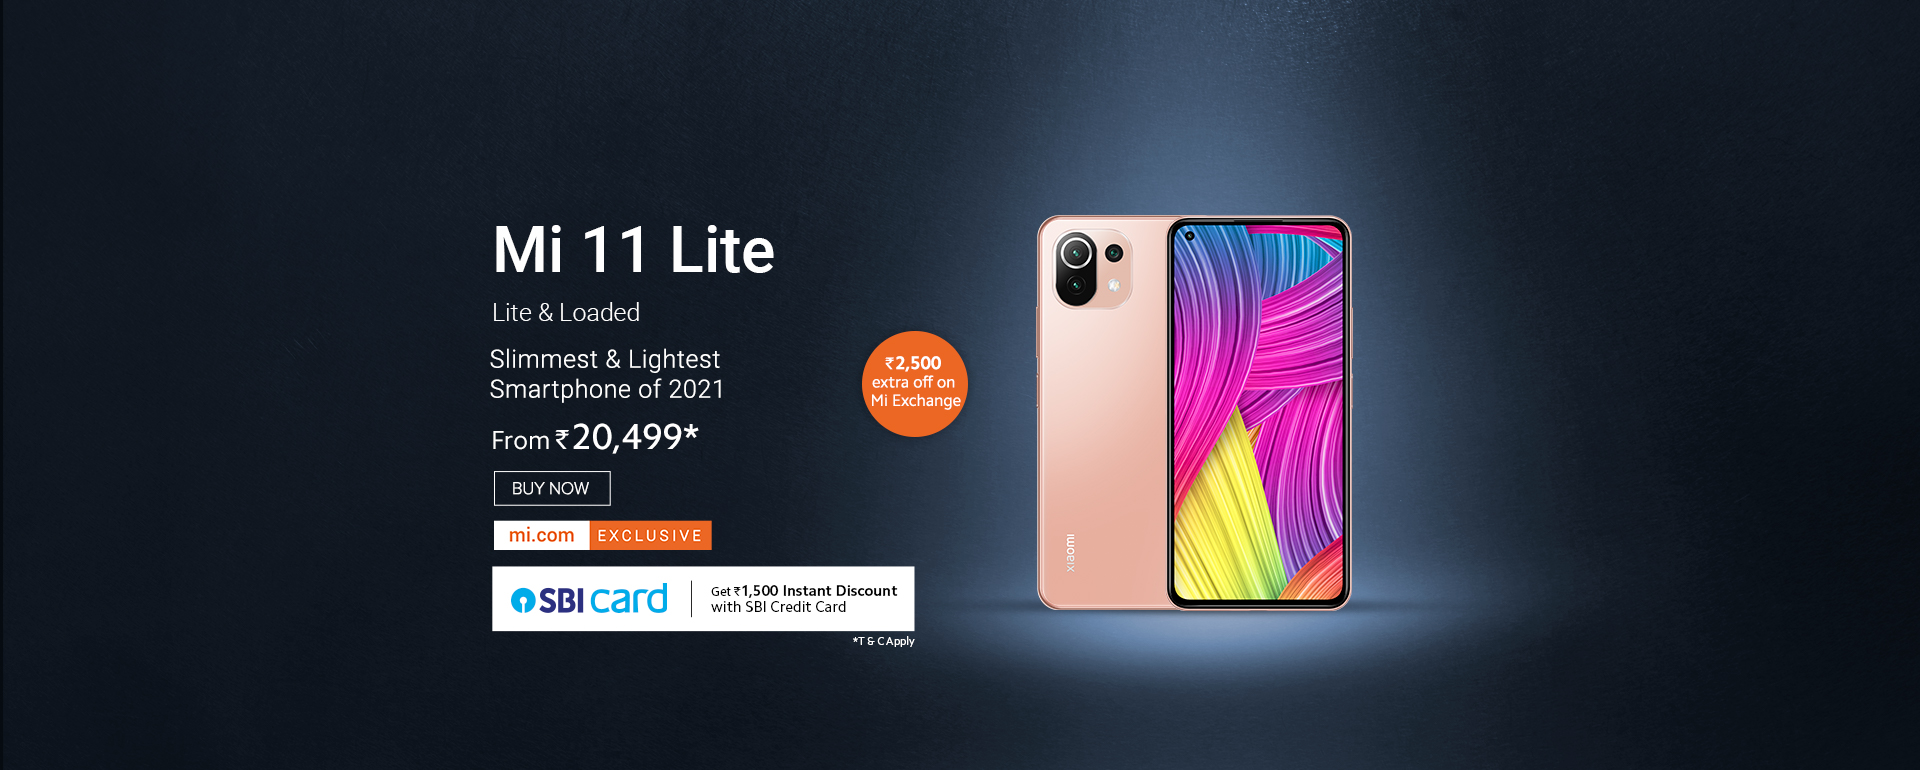 Mi 11 Lite
Lite & Loaded
Slimmest & Lightest
Smartphone of 2021
From ₹20,499*
BUY NOW
mi.com EXCLUSIVE
SBI card
Get ₹1,500 Instant Discount
with SBI Credit Card
*T & C Apply
₹2,500
extra off on
Mi Exchange
xiaomi